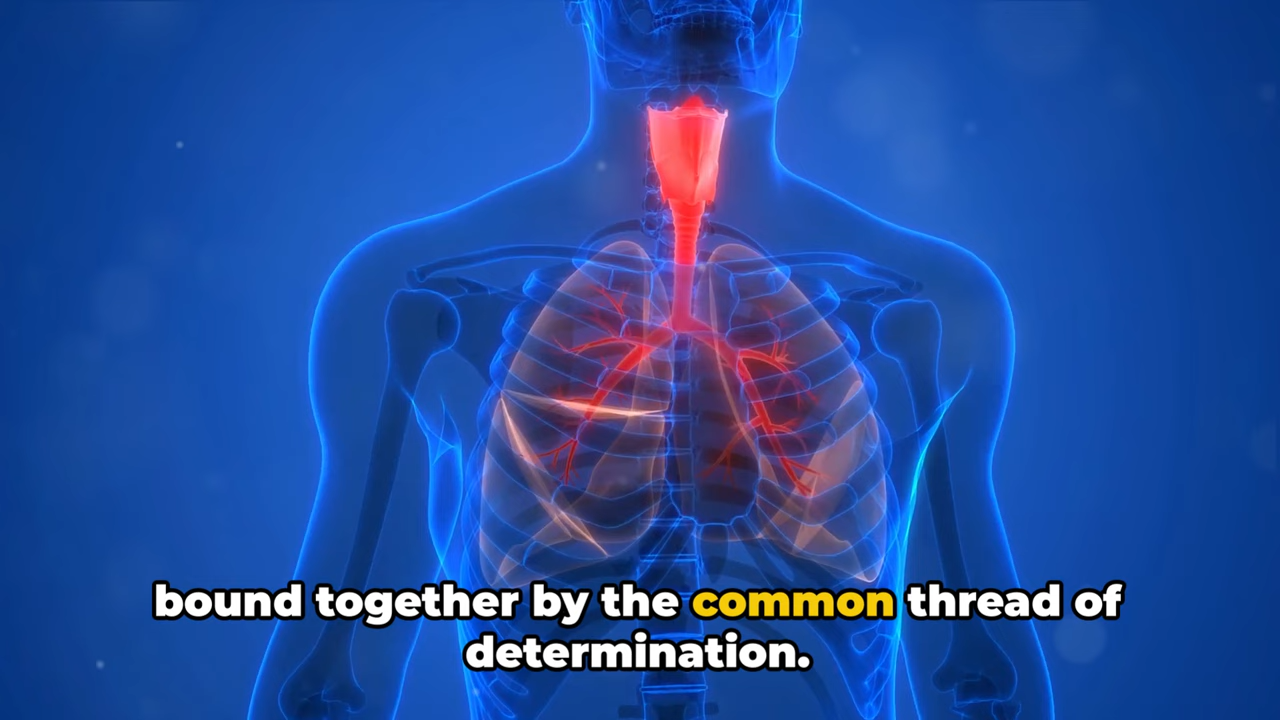 bound together by the common thread of
determination.